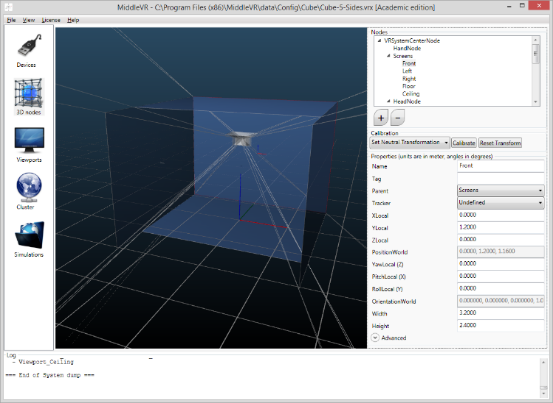 MiddleVR - C:\Program Files (x86)\MiddleVR\data\Config\Cube\Cube-5-Sides.vrx [Academic edition]
File View License Help
Devices
3D nodes
Viewports
Cluster
Simulations
Nodes
VRSystemCenterNode
HandNode
Screens
Front
Left
Right
Floor
Ceiling
HeadNode
+ −
Calibration
Set Neutral Transformation Calibrate Reset Transform
Properties (units are in meter, angles in degrees)
Name Front
Tag
Parent Screens
Tracker Undefined
XLocal 0.0000
YLocal 1.2000
ZLocal 0.0000
PositionWorld 0.0000, 1.2000, 1.1600
YawLocal (Z) 0.0000
PitchLocal (X) 0.0000
RollLocal (Y) 0.0000
OrientationWorld 0.000000, 0.000000, 0.000000, 1.0
Width 3.2000
Height 2.4000
Advanced
Log
- Viewport_Ceiling
=== End of System dump ===